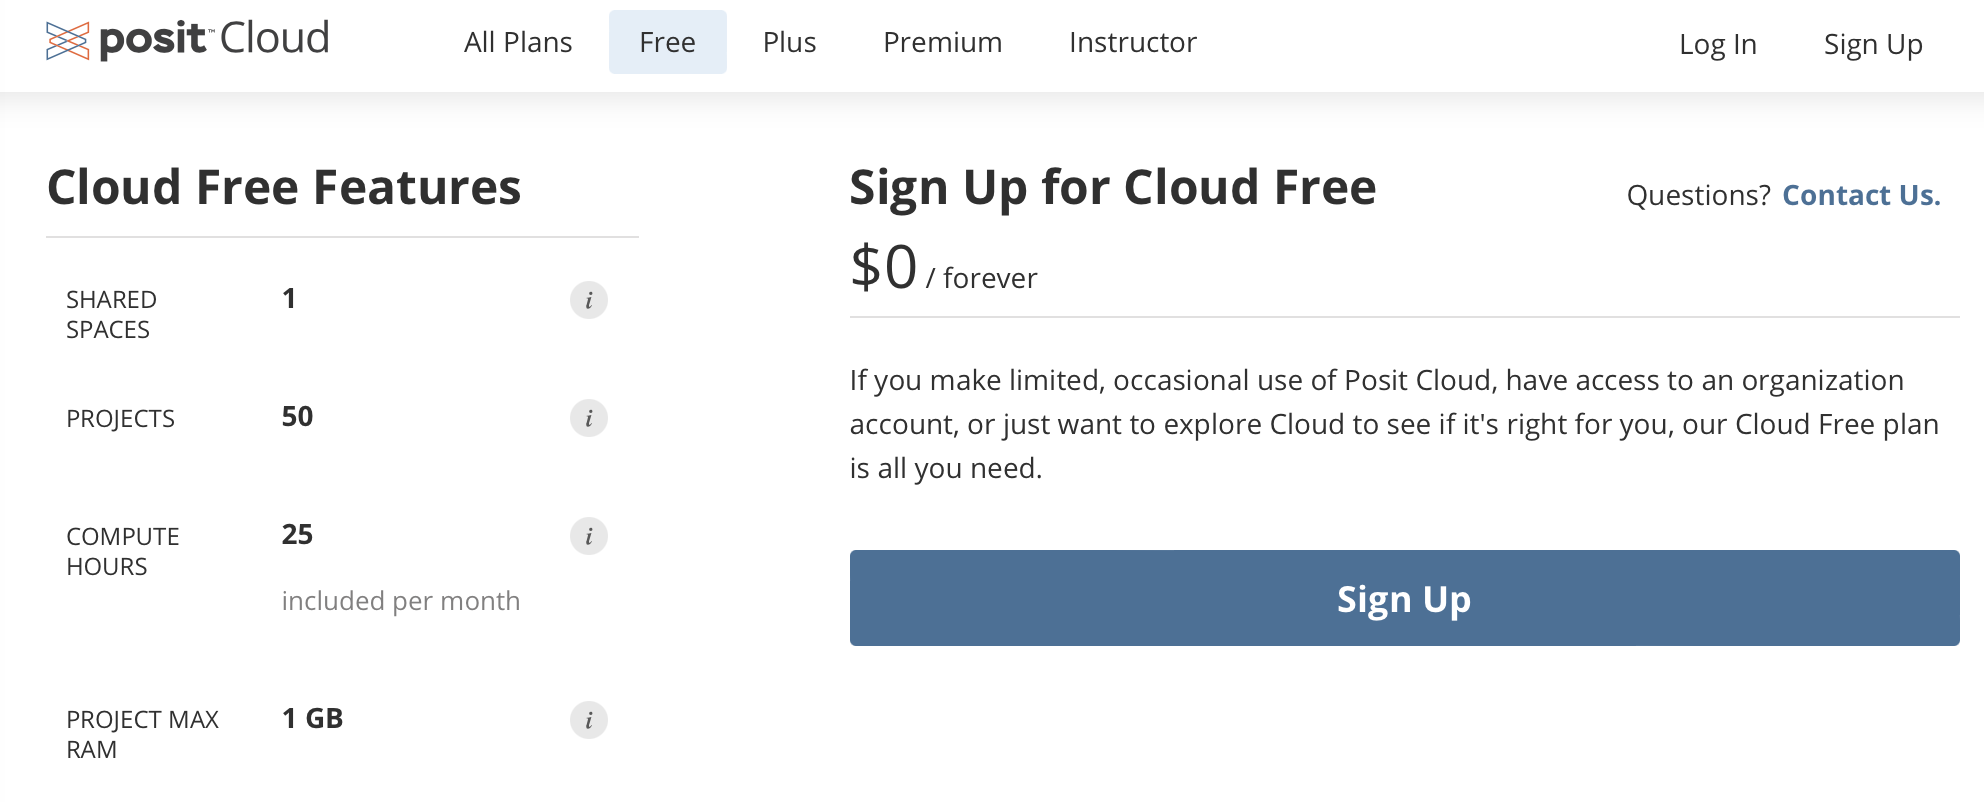 posit™ Cloud
All Plans
Free
Plus
Premium
Instructor
Log In
Sign Up
Cloud Free Features
SHARED
SPACES
1
i
PROJECTS
50
i
COMPUTE
HOURS
25
i
included per month
PROJECT MAX
RAM
1 GB
i
Sign Up for Cloud Free
Questions? Contact Us.
$0 / forever
If you make limited, occasional use of Posit Cloud, have access to an organization
account, or just want to explore Cloud to see if it's right for you, our Cloud Free plan
is all you need.
Sign Up